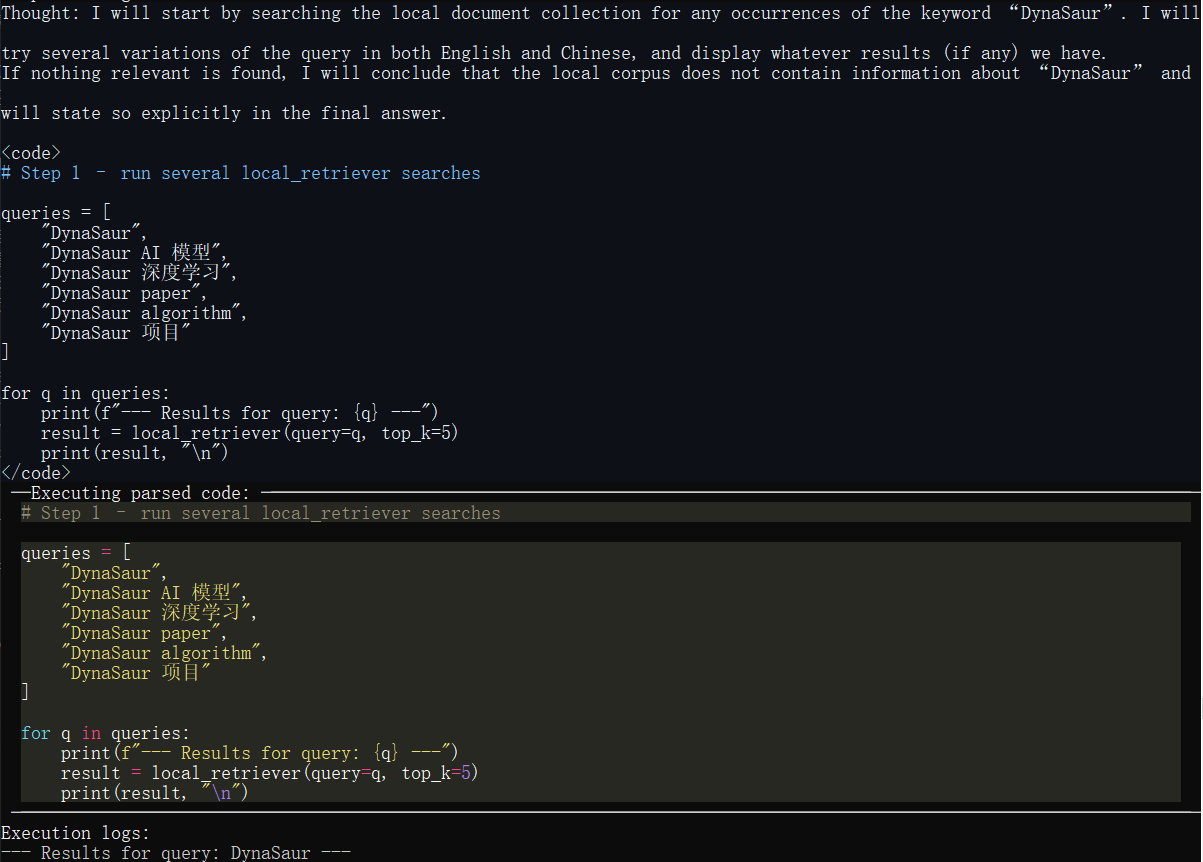 Thought: I will start by searching the local document collection for any occurrences of the keyword “DynaSaur”. I will
try several variations of the query in both English and Chinese, and display whatever results (if any) we have.
If nothing relevant is found, I will conclude that the local corpus does not contain information about “DynaSaur” and
will state so explicitly in the final answer.
<code>
# Step 1 – run several local_retriever searches
queries = [
    "DynaSaur",
    "DynaSaur AI 模型",
    "DynaSaur 深度学习",
    "DynaSaur paper",
    "DynaSaur algorithm",
    "DynaSaur 项目"
]
for q in queries:
    print(f"--- Results for query: {q} ---")
    result = local_retriever(query=q, top_k=5)
    print(result, "\n")
</code>
─Executing parsed code: ─
# Step 1 – run several local_retriever searches
queries = [
    "DynaSaur",
    "DynaSaur AI 模型",
    "DynaSaur 深度学习",
    "DynaSaur paper",
    "DynaSaur algorithm",
    "DynaSaur 项目"
]
for q in queries:
    print(f"--- Results for query: {q} ---")
    result = local_retriever(query=q, top_k=5)
    print(result, "\n")
Execution logs:
--- Results for query: DynaSaur ---